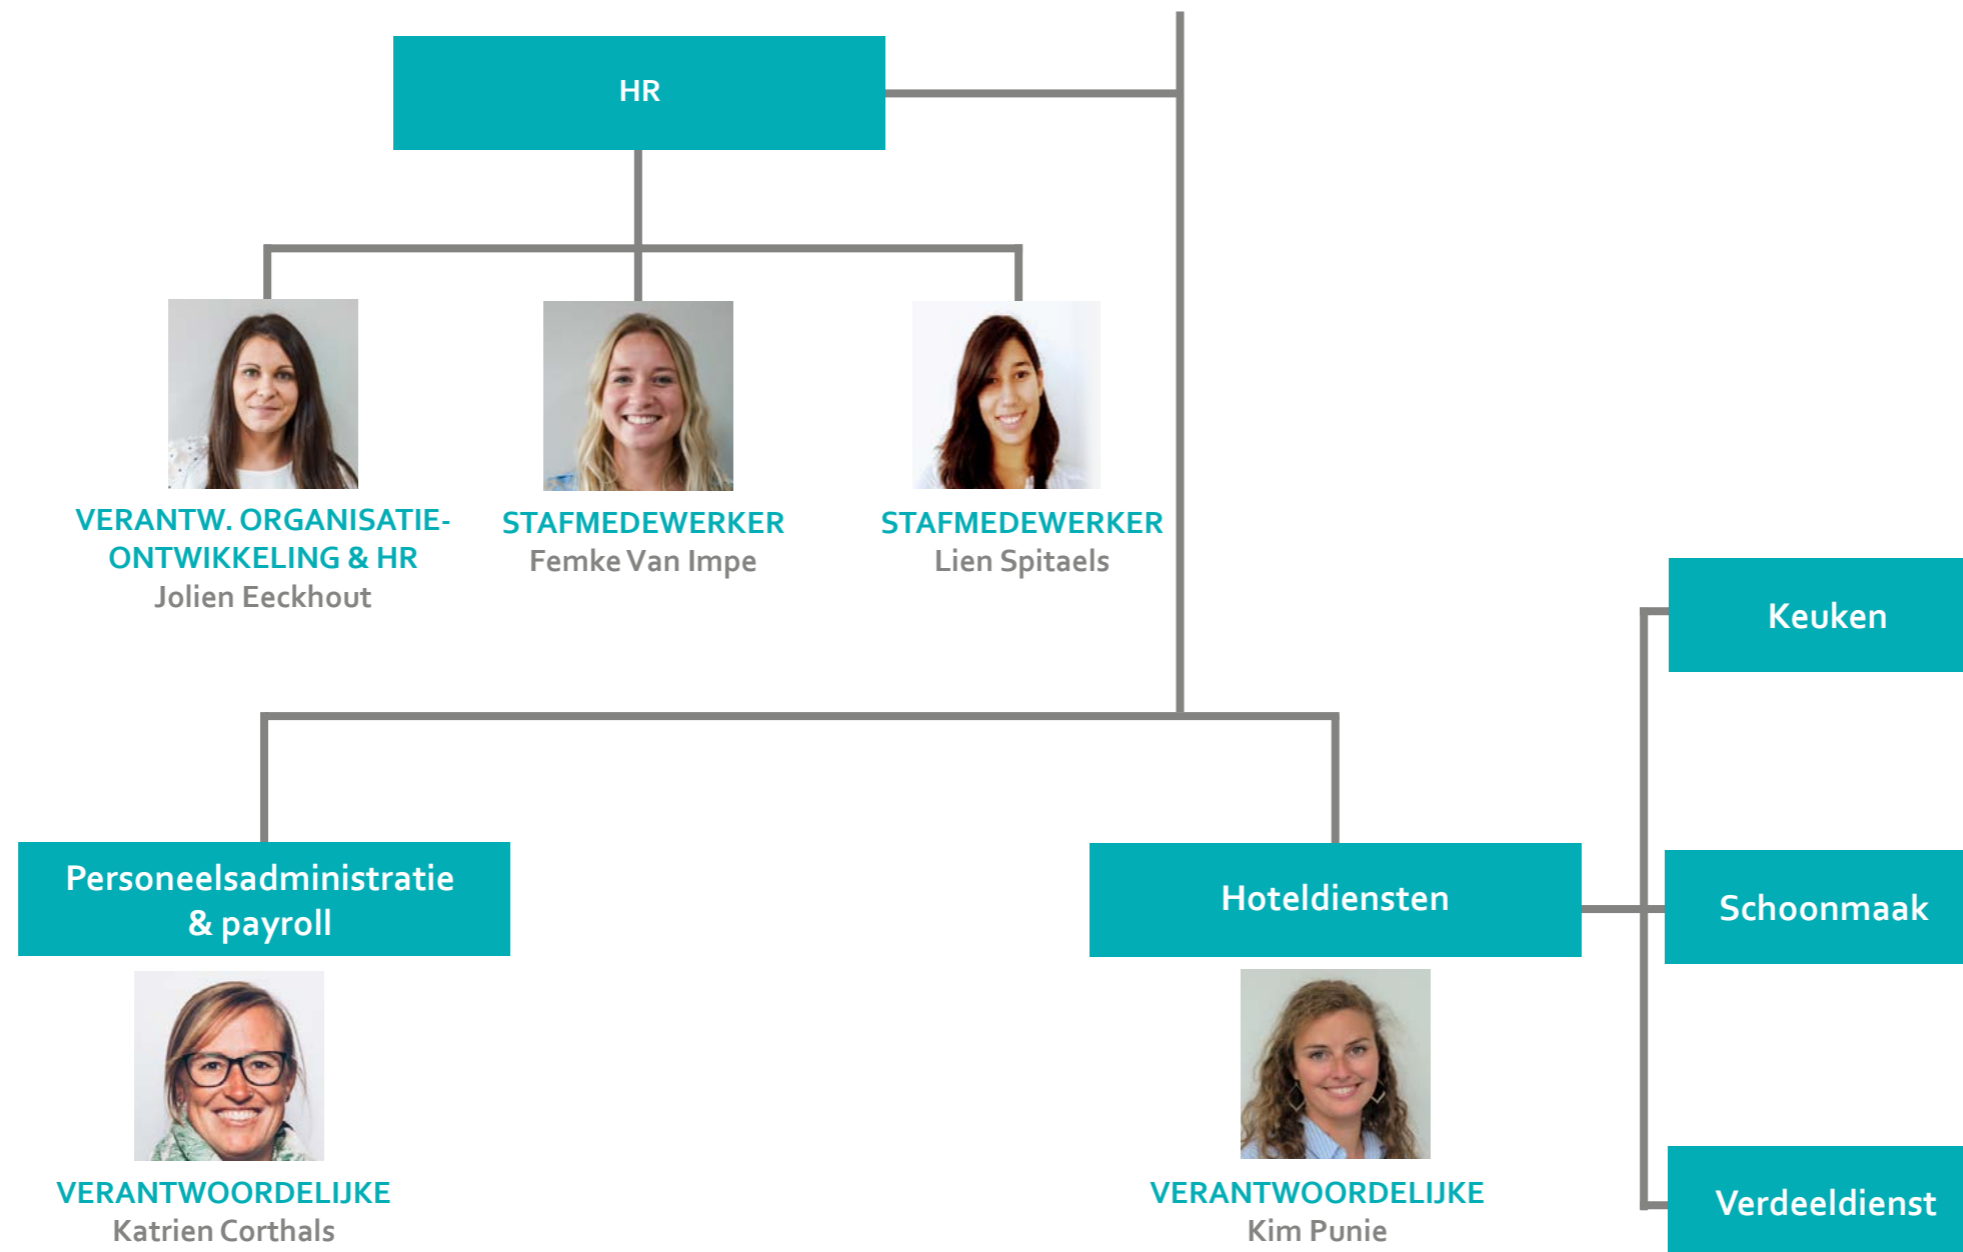 HR
VERANTW. ORGANISATIE-
ONTWIKKELING & HR
Jolien Eeckhout
STAFMEDEWERKER
Femke Van Impe
STAFMEDEWERKER
Lien Spitaels
Keuken
Personeelsadministratie
& payroll
Hoteldiensten
Schoonmaak
VERANTWOORDELIJKE
Katrien Corthals
VERANTWOORDELIJKE
Kim Punie
Verdeeldienst